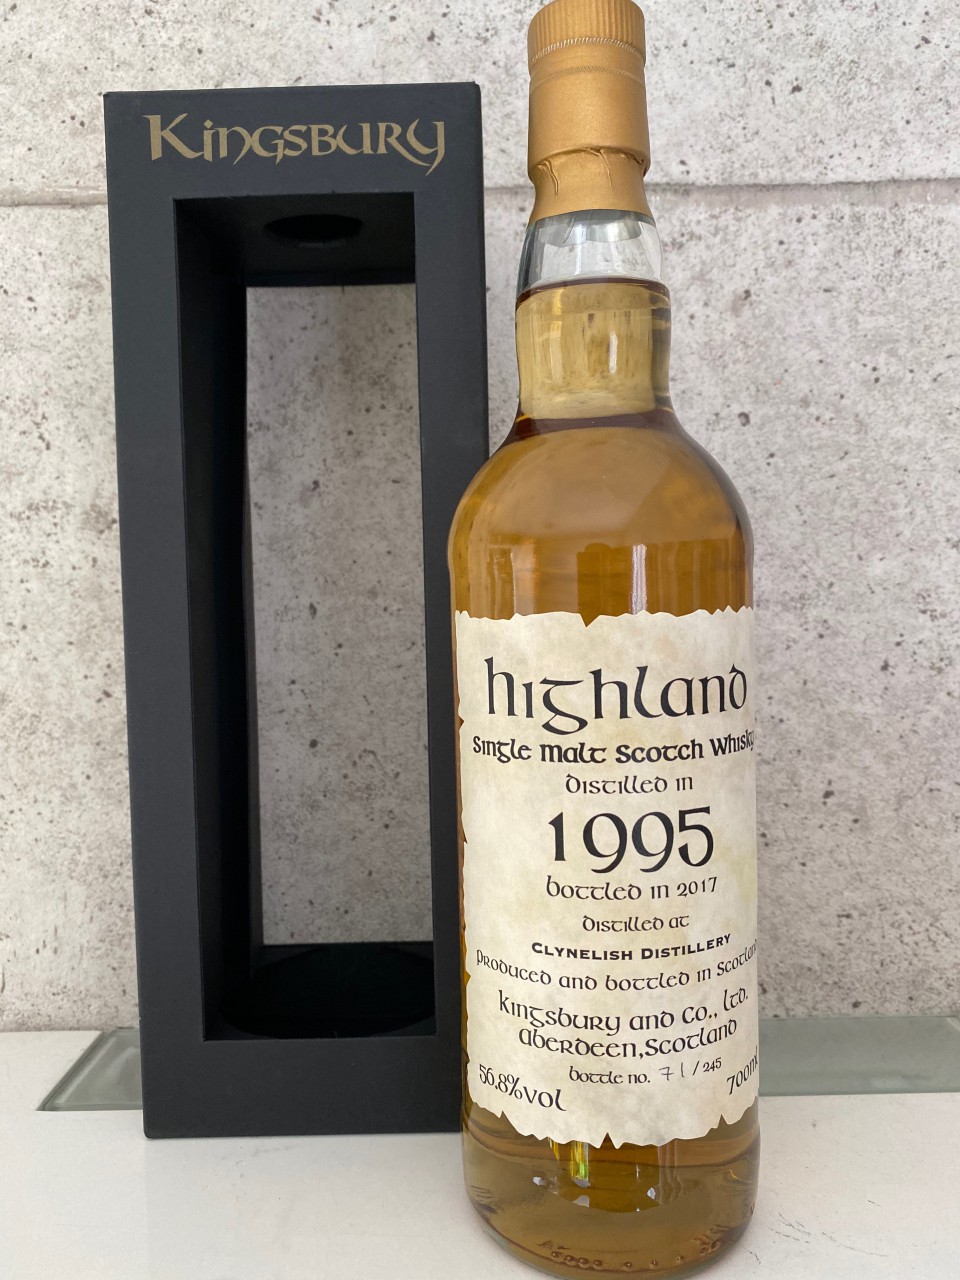 Kingsbury
highland
Single Malt Scotch Whisky
Distilled in
1995
bottled in 2017
Distilled at
Clynelish Distillery
Produced and bottled in Scotland
Kingsbury and Co., Ltd.
Aberdeen,Scotland
bottle no. 71/245
56.8%vol
700ml